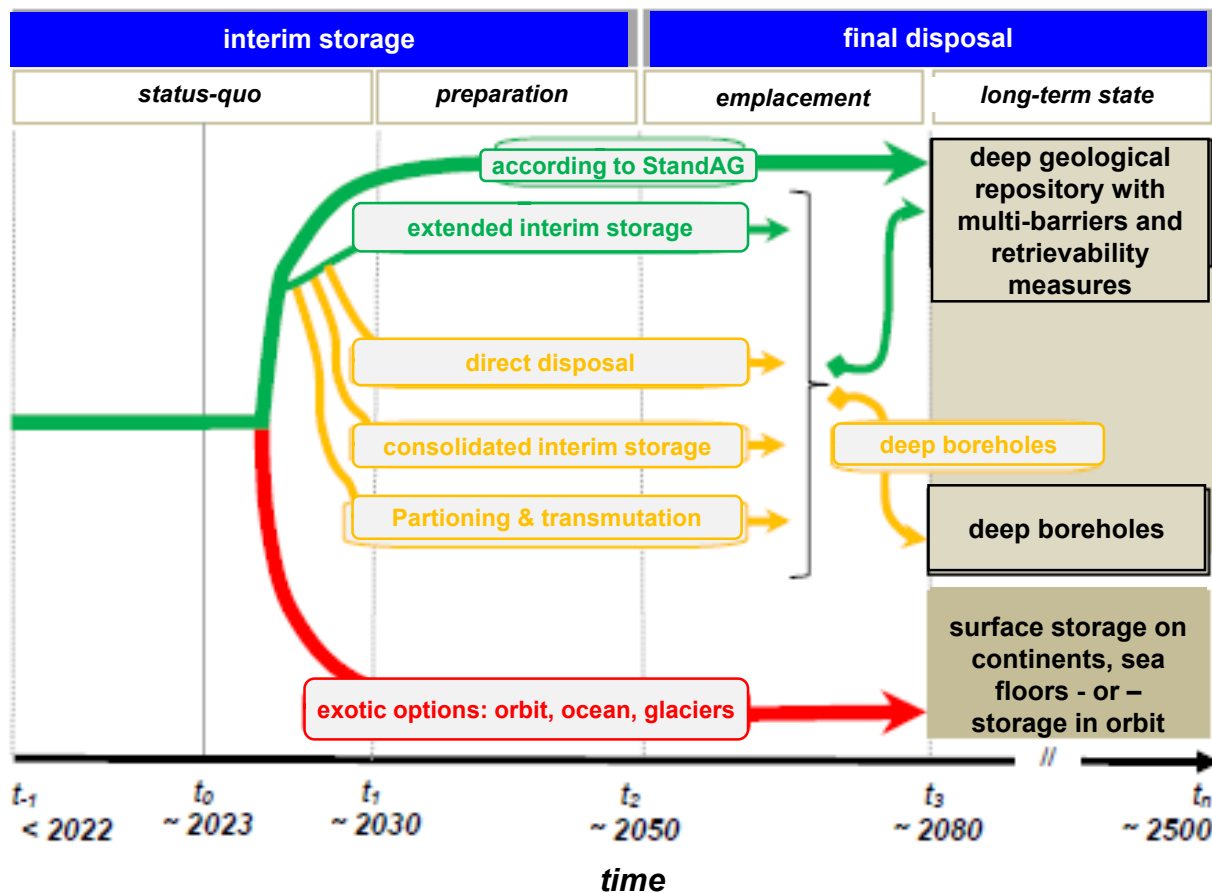 interim storage
final disposal
status-quo
preparation
emplacement
long-term state
according to StandAG
deep geological
repository with
multi-barriers and
retrievability
measures
extended interim storage
direct disposal
consolidated interim storage
deep boreholes
Partioning & transmutation
deep boreholes
surface storage on
continents, sea
floors - or –
storage in orbit
exotic options: orbit, ocean, glaciers
//
t-1
t0
t1
t2
t3
tn
< 2022
~ 2023
~ 2030
~ 2050
~ 2080
~ 2500
time